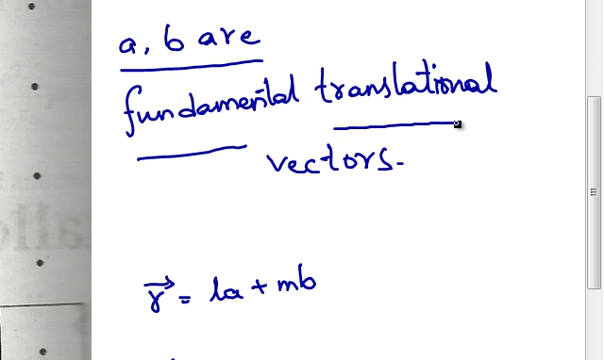 a, b are
fundamental translational
vectors.
r⃗ = la + mb